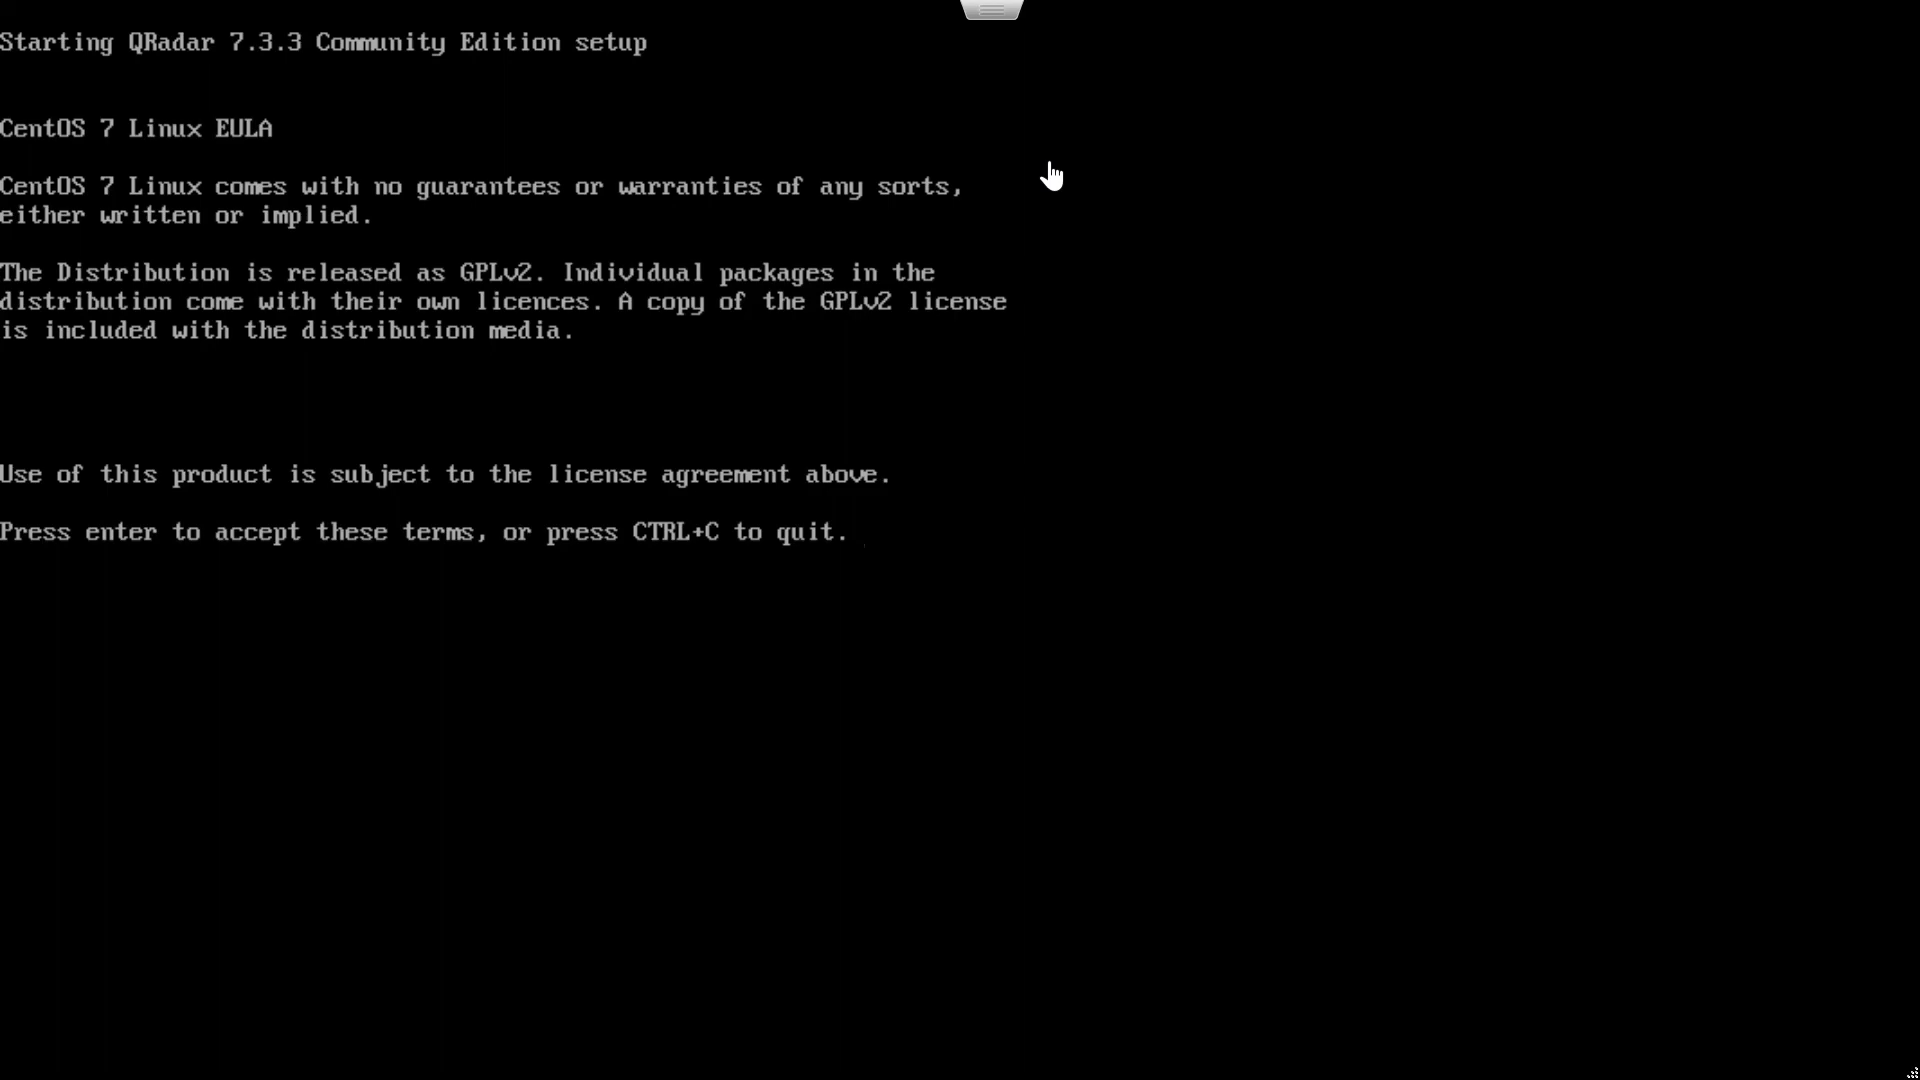 Starting QRadar 7.3.3 Community Edition setup
CentOS 7 Linux EULA
CentOS 7 Linux comes with no guarantees or warranties of any sorts,
either written or implied.
The Distribution is released as GPLv2. Individual packages in the
distribution come with their own licences. A copy of the GPLv2 license
is included with the distribution media.
Use of this product is subject to the license agreement above.
Press enter to accept these terms, or press CTRL+C to quit.